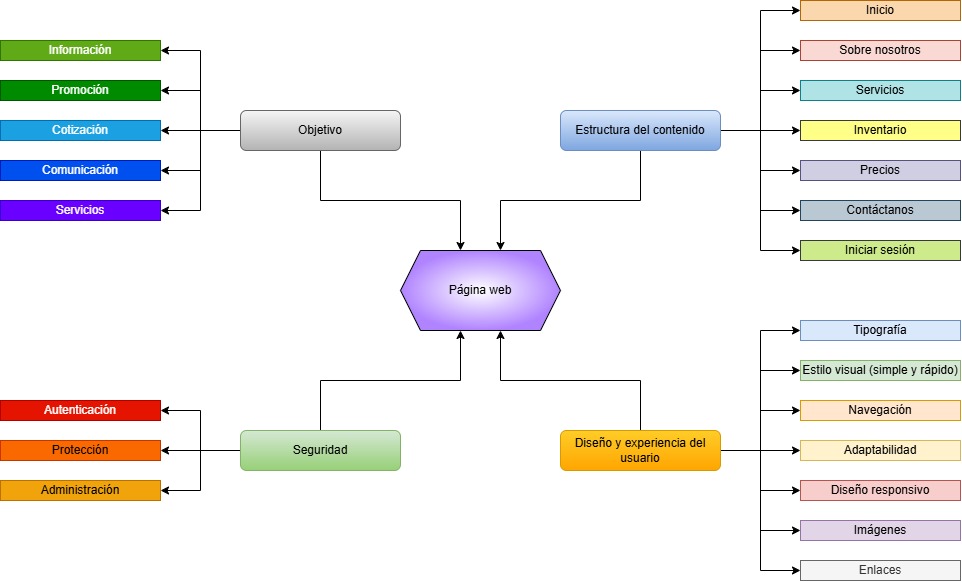 Información
Promoción
Cotización
Comunicación
Servicios
Objetivo
Estructura del contenido
Inicio
Sobre nosotros
Servicios
Inventario
Precios
Contáctanos
Iniciar sesión
Página web
Autenticación
Protección
Administración
Seguridad
Diseño y experiencia del
usuario
Tipografía
Estilo visual (simple y rápido)
Navegación
Adaptabilidad
Diseño responsivo
Imágenes
Enlaces